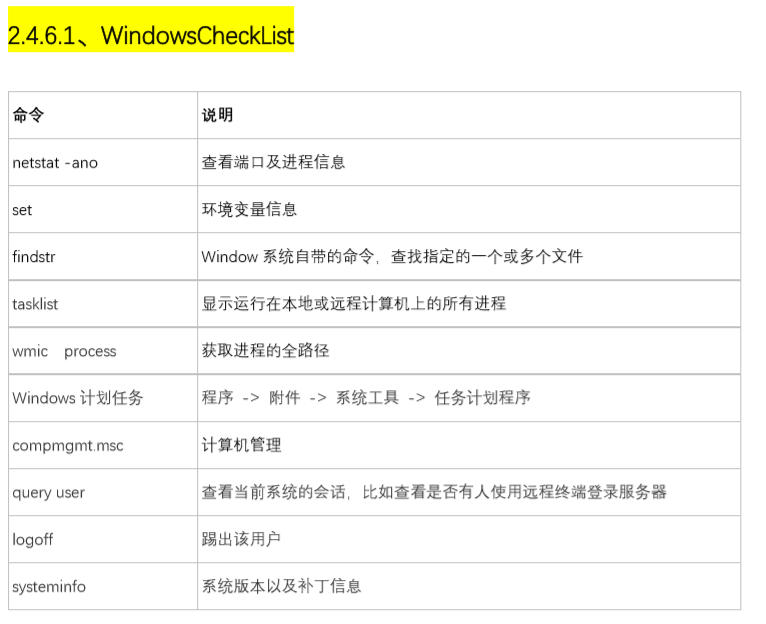 2.4.6.1、WindowsCheckList
命令 说明
netstat -ano 查看端口及进程信息
set 环境变量信息
findstr Window 系统自带的命令，查找指定的一个或多个文件
tasklist 显示运行在本地或远程计算机上的所有进程
wmic process 获取进程的全路径
Windows 计划任务 程序 -> 附件 -> 系统工具 -> 任务计划程序
compmgmt.msc 计算机管理
query user 查看当前系统的会话，比如查看是否有人使用远程终端登录服务器
logoff 踢出该用户
systeminfo 系统版本以及补丁信息